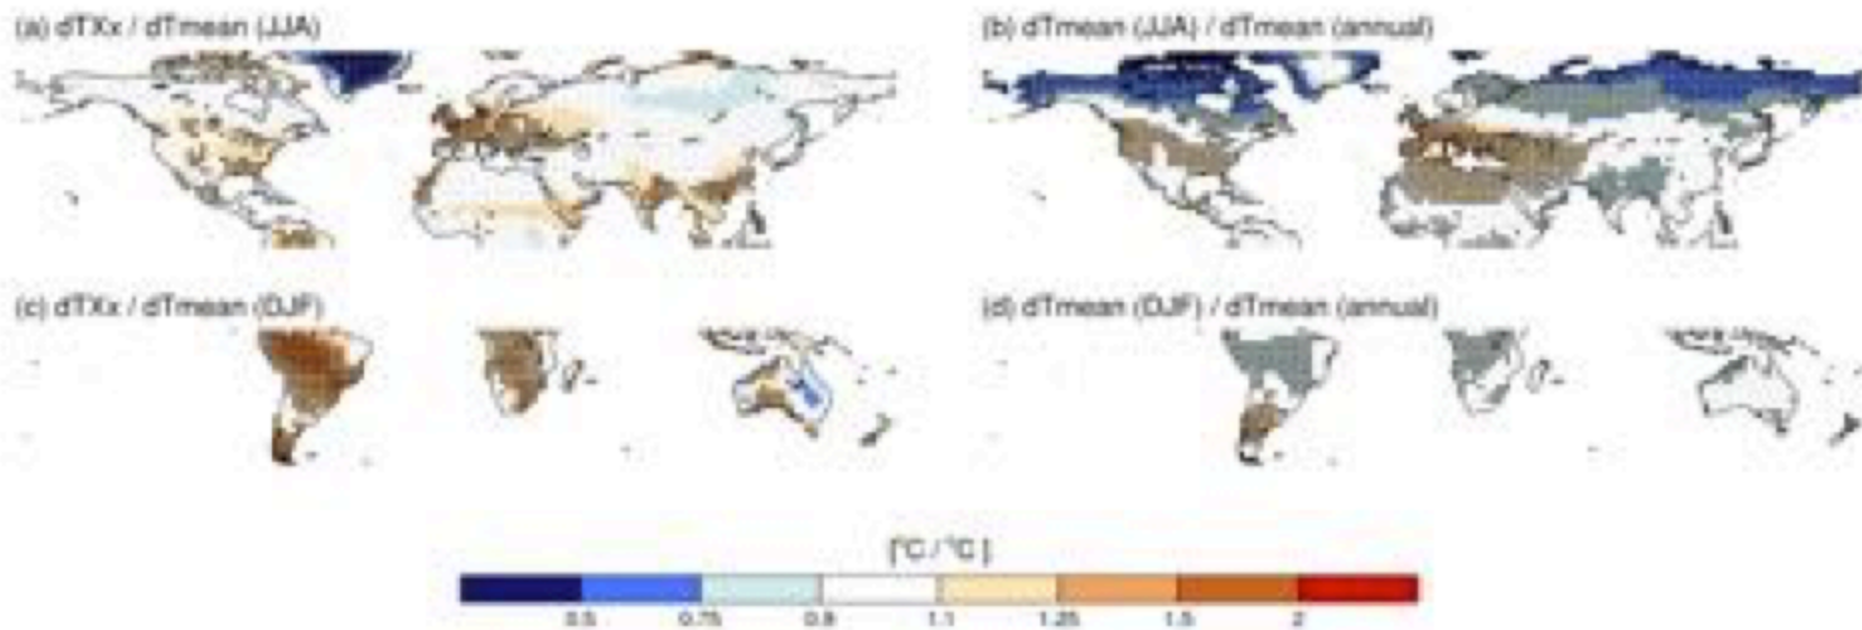 (a) dTXx / dTmean (JJA)
(b) dTmean (JJA) / dTmean (annual)
(c) dTXx / dTmean (DJF)
(d) dTmean (DJF) / dTmean (annual)
[°C / °C ]
0.5 0.75 0.9 1.1 1.25 1.5 2